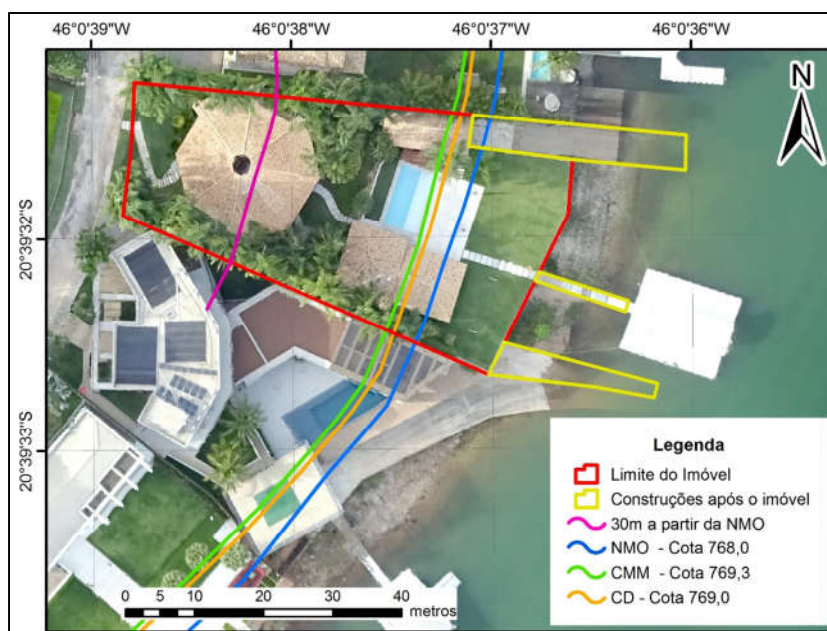 46°0'39"W 46°0'38"W 46°0'37"W 46°0'36"W
N
20°39'32"S
20°39'33"S
Legenda
Limite do Imóvel
Construções após o imóvel
30m a partir da NMO
NMO - Cota 768,0
CMM - Cota 769,3
CD - Cota 769,0
0 5 10 20 30 40
metros